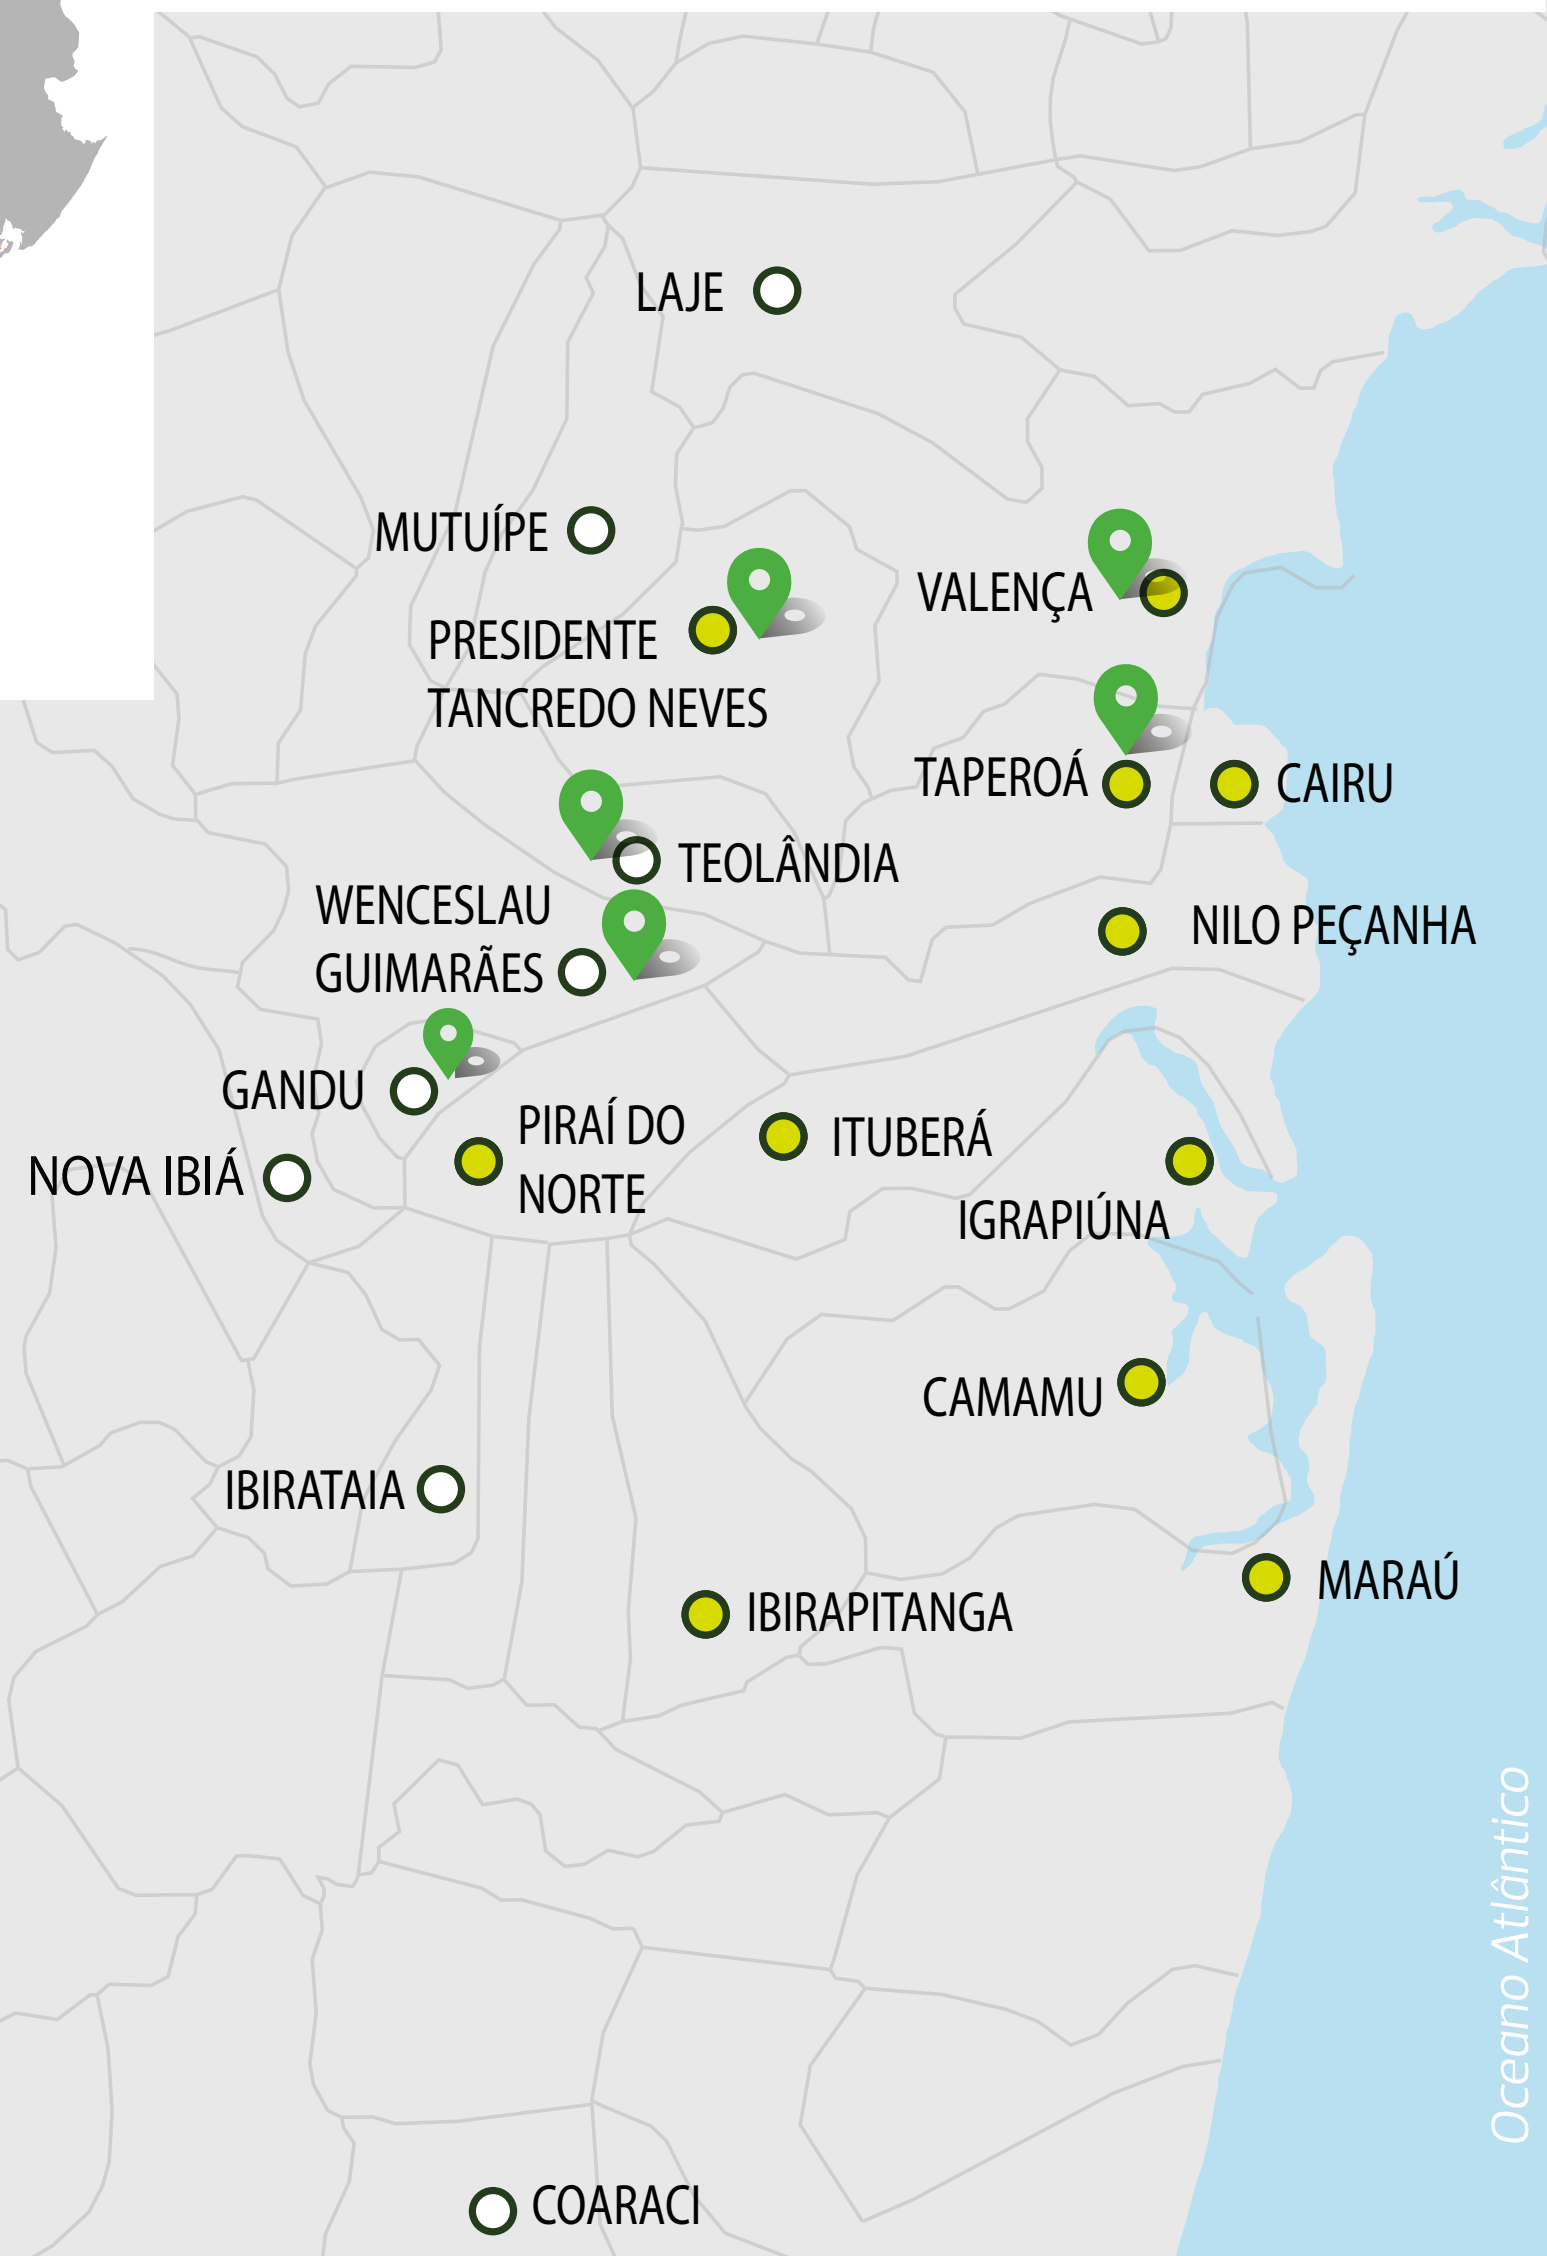 LAJE
MUTUÍPE
VALENÇA
PRESIDENTE
TANCREDO NEVES
TAPEROÁ
CAIRU
TEOLÂNDIA
WENCESLAU
GUIMARÃES
NILO PEÇANHA
GANDU
PIRAÍ DO
NORTE
ITUBERÁ
NOVA IBIÁ
IGRAPIÚNA
CAMAMU
IBIRATAIA
MARAÚ
IBIRAPITANGA
Oceano Atlântico
COARACI